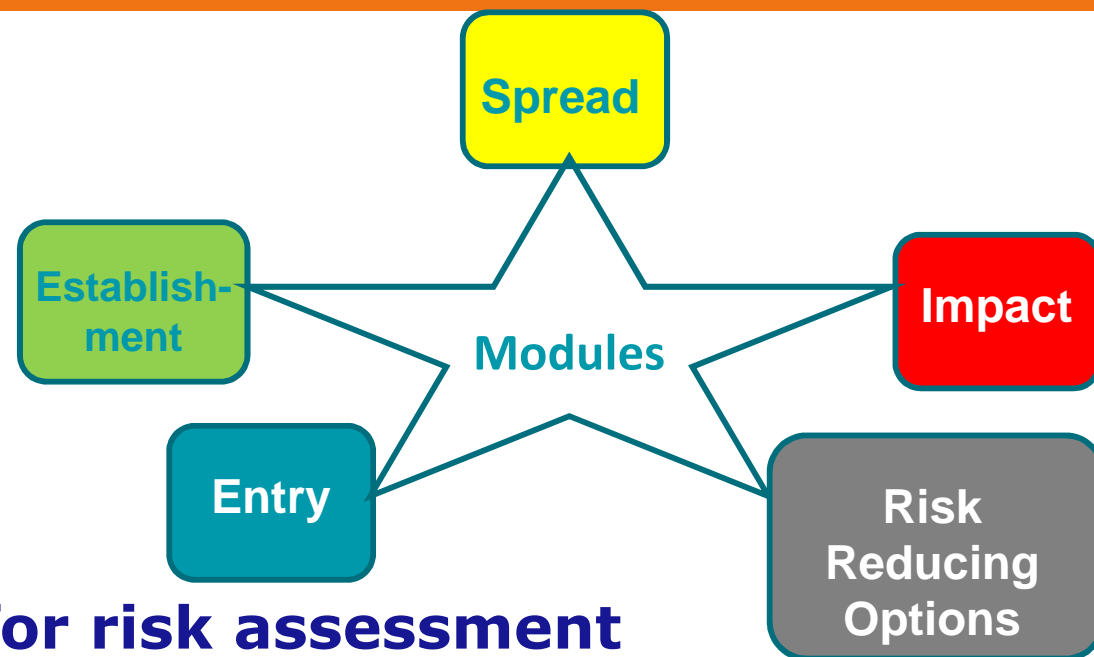 Spread
Establish-
ment
Impact
Modules
Entry
Risk
Reducing
Options
for risk assessment